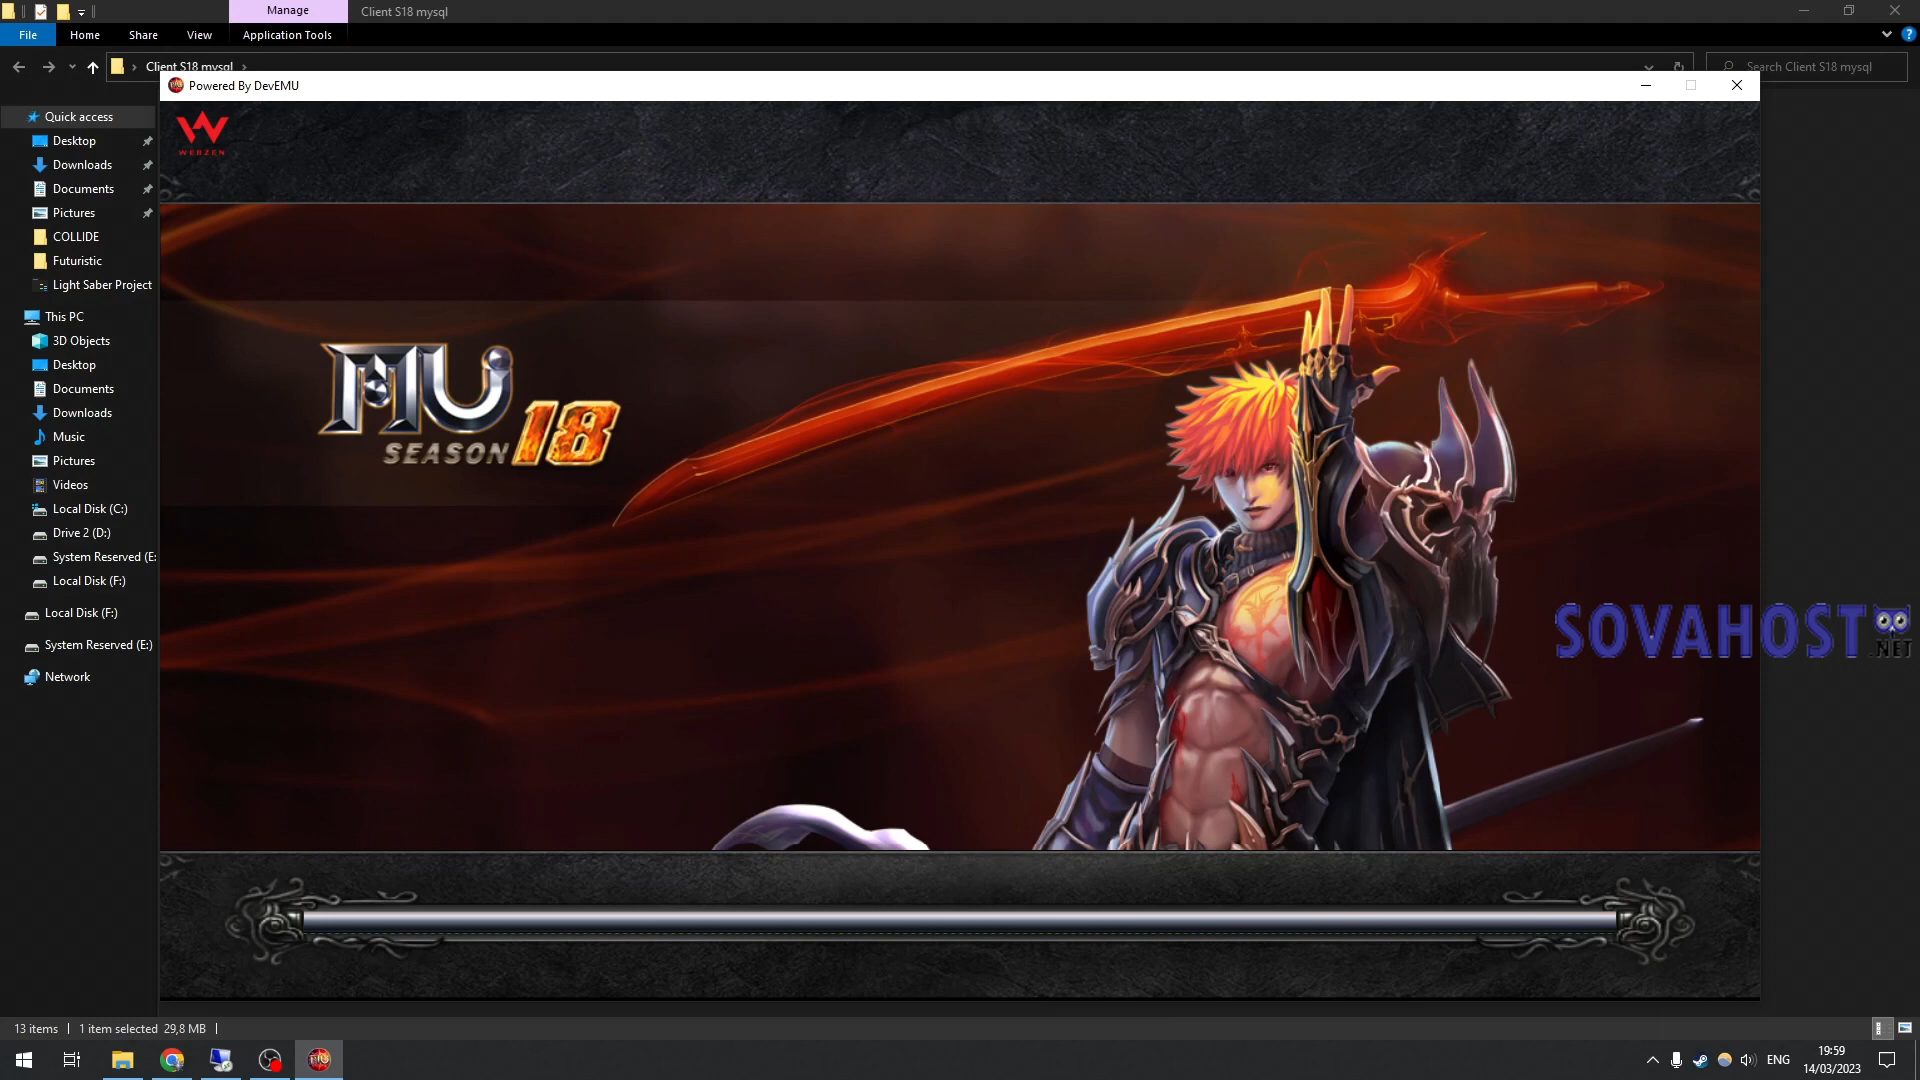 Manage
Client S18 mysql
File
Home
Share
View
Application Tools
Client S18 mysql
Search Client S18 mysql
Powered By DevEMU
WEBZEN
Quick access
Desktop
Downloads
Documents
Pictures
COLLIDE
Futuristic
Light Saber Project
This PC
3D Objects
Desktop
Documents
Downloads
Music
Pictures
Videos
Local Disk (C:)
Drive 2 (D:)
System Reserved (E:
Local Disk (F:)
Local Disk (F:)
System Reserved (E:)
Network
MU
SEASON 18
SOVAHOST
.NET
13 items
1 item selected 29,8 MB
ENG
19:59
14/03/2023